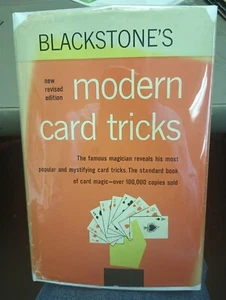 BLACKSTONE'S
new
revised
edition
modern
card tricks
The famous magician reveals his most
popular and mystifying card tricks. The standard book
of card magic—over 100,000 copies sold